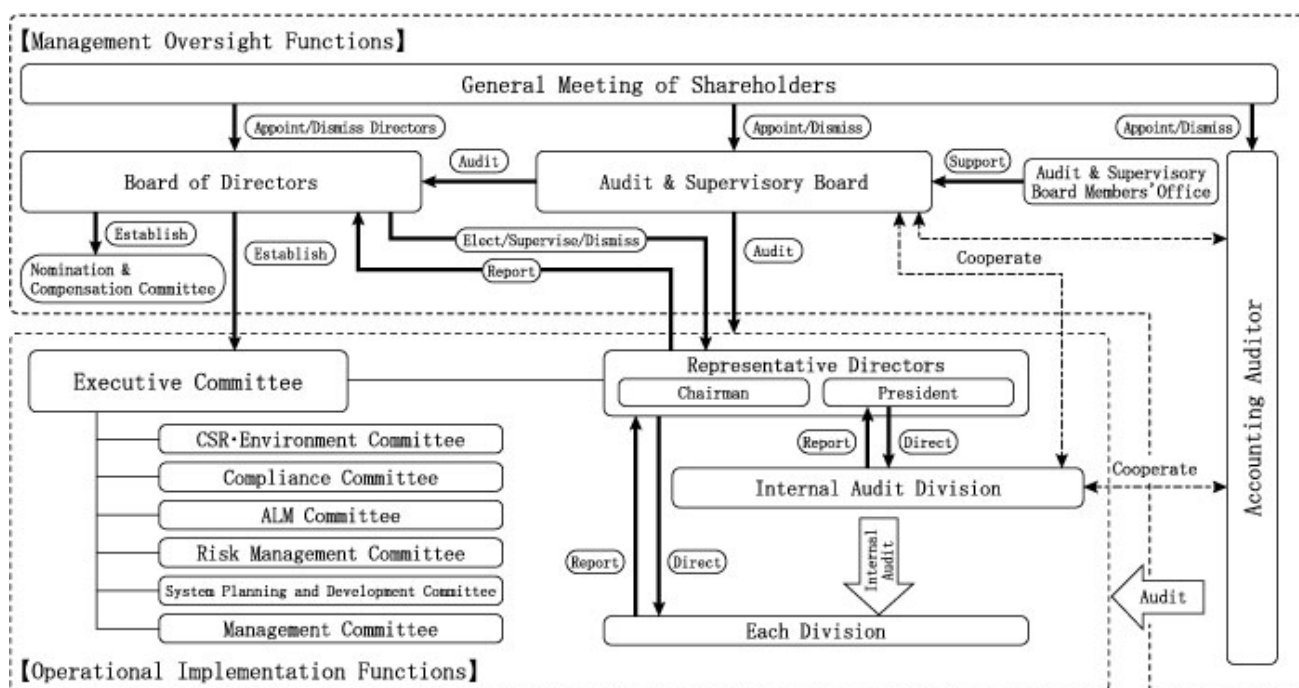 【Management Oversight Functions】
General Meeting of Shareholders
Appoint/Dismiss Directors
Appoint/Dismiss
Appoint/Dismiss
Board of Directors
Audit
Audit & Supervisory Board
Support
Audit & Supervisory
Board Members'Office
Establish
Establish
Elect/Supervise/Dismiss
Report
Audit
Cooperate
Nomination &
Compensation Committee
Accounting Auditor
Executive Committee
Representative Directors
Chairman
President
CSR・Environment Committee
Compliance Committee
ALM Committee
Risk Management Committee
System Planning and Development Committee
Management Committee
Report
Direct
Internal Audit Division
Cooperate
Report
Direct
Internal
Audit
Audit
Each Division
【Operational Implementation Functions】